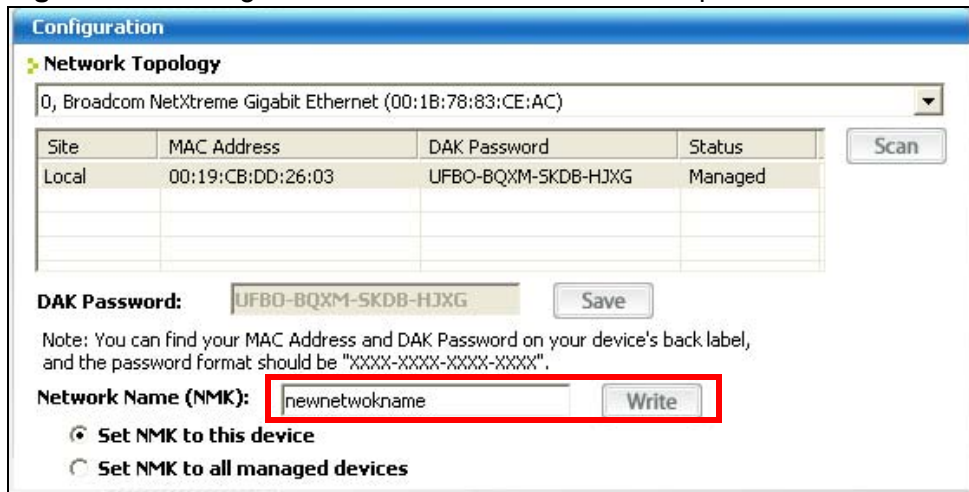 Configuration
Network Topology
0, Broadcom NetXtreme Gigabit Ethernet (00:1B:78:83:CE:AC)
Site MAC Address DAK Password Status Scan
Local 00:19:CB:DD:26:03 UFBO-BQXM-SKDB-HJXG Managed
DAK Password: UFBO-BQXM-SKDB-HJXG Save
Note: You can find your MAC Address and DAK Password on your device's back label,
and the password format should be "XXXX-XXXX-XXXX-XXXX".
Network Name (NMK): newnetwokname Write
Set NMK to this device
Set NMK to all managed devices